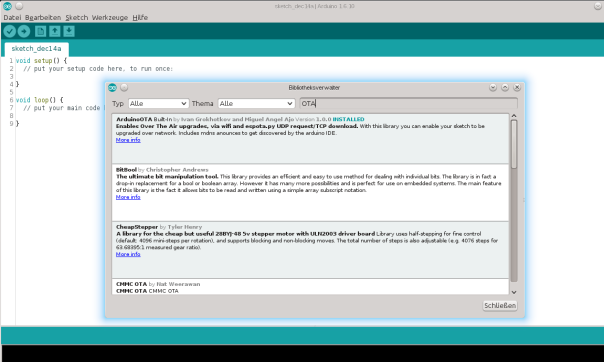 sketch_dec14a | Arduino 1.6.10
Datei Bearbeiten Sketch Werkzeuge Hilfe
sketch_dec14a
1 void setup() {
2 // put your setup code here, to run once:
3
4 }
5
6 void loop() {
7 // put your main code
8
9 }
Bibliotheksverwalter
Typ Alle Thema Alle OTA
ArduinoOTA Built-In by Ivan Grokhotkov and Miguel Angel Ajo Version 1.0.0 INSTALLED
Enables Over The Air upgrades, via wifi and espota.py UDP request/TCP download. With this library you can enable your sketch to be
upgraded over network. Includes mdns anounces to get discovered by the arduino IDE.
More info
BitBool by Christopher Andrews
The ultimate bit manipulation tool. This library provides an efficient and easy to use method for dealing with individual bits. The library is in fact a
drop-in replacement for a bool or boolean array. However it has many more possibilities and is perfect for use on embedded systems. The main feature
of this library is the fact it allows bits to be read and written using a simple array subscript notation.
More info
CheapStepper by Tyler Henry
A library for the cheap but useful 28BYJ-48 5v stepper motor with ULN2003 driver board Library uses half-stepping for fine control
(default: 4096 mini-steps per rotation), and supports blocking and non-blocking moves. The total number of steps is also adjustable (e.g. 4076 steps for
63.68395:1 measured gear ratio).
More info
CMMC OTA by Nat Weerawan
CMMC OTA CMMC OTA
Schließen